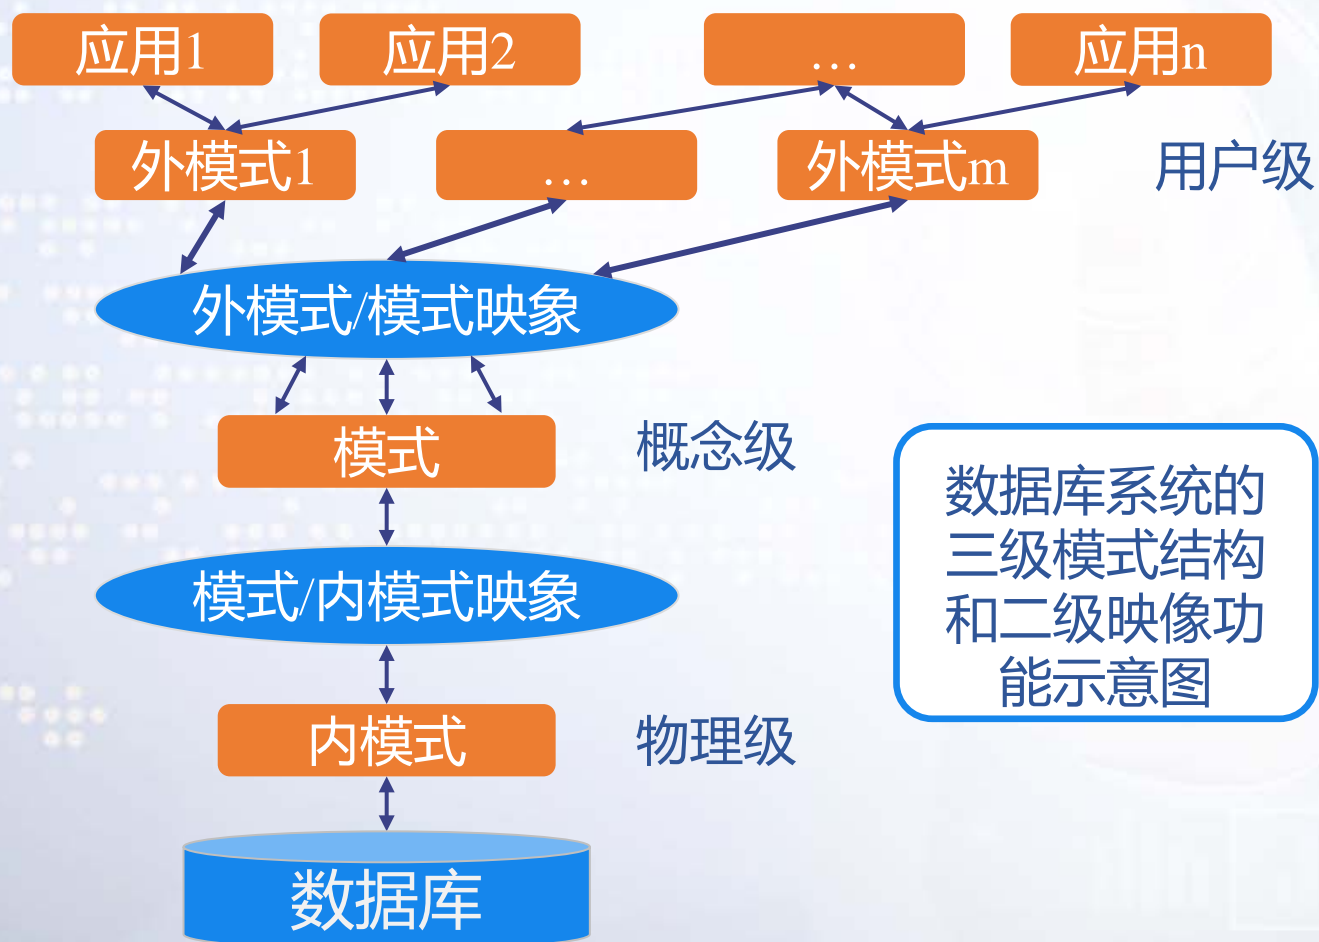 应用1
应用2
…
应用n
外模式1
…
外模式m
用户级
外模式/模式映象
模式
概念级
数据库系统的
三级模式结构
和二级映像功
能示意图
模式/内模式映象
内模式
物理级
数据库